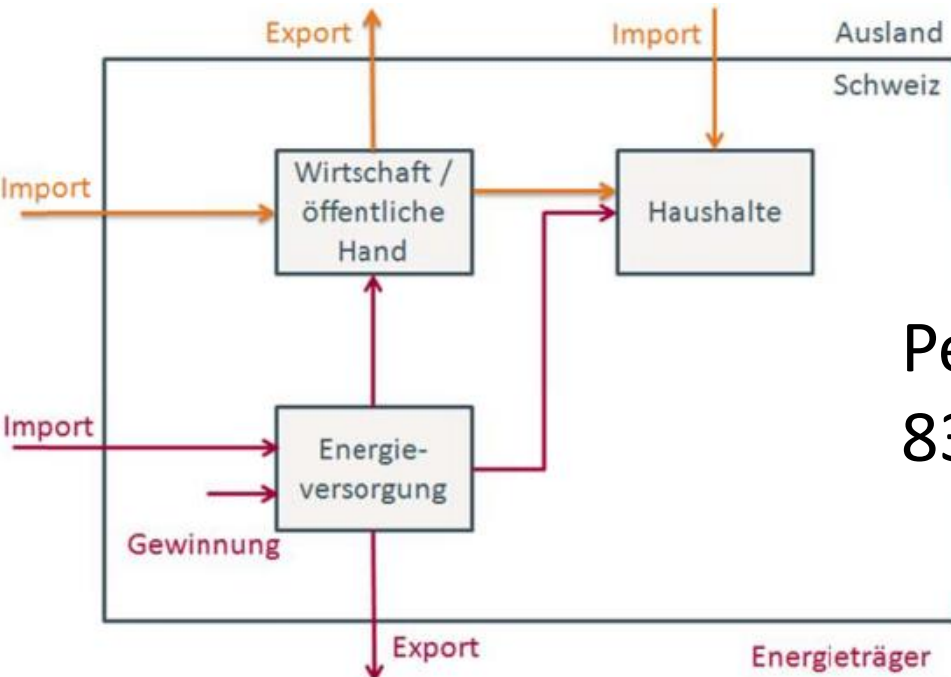 Export
Import
Ausland
Schweiz
Import
Wirtschaft /
öffentliche
Hand
Haushalte
Import
Energie-
versorgung
Gewinnung
Export
Energieträger